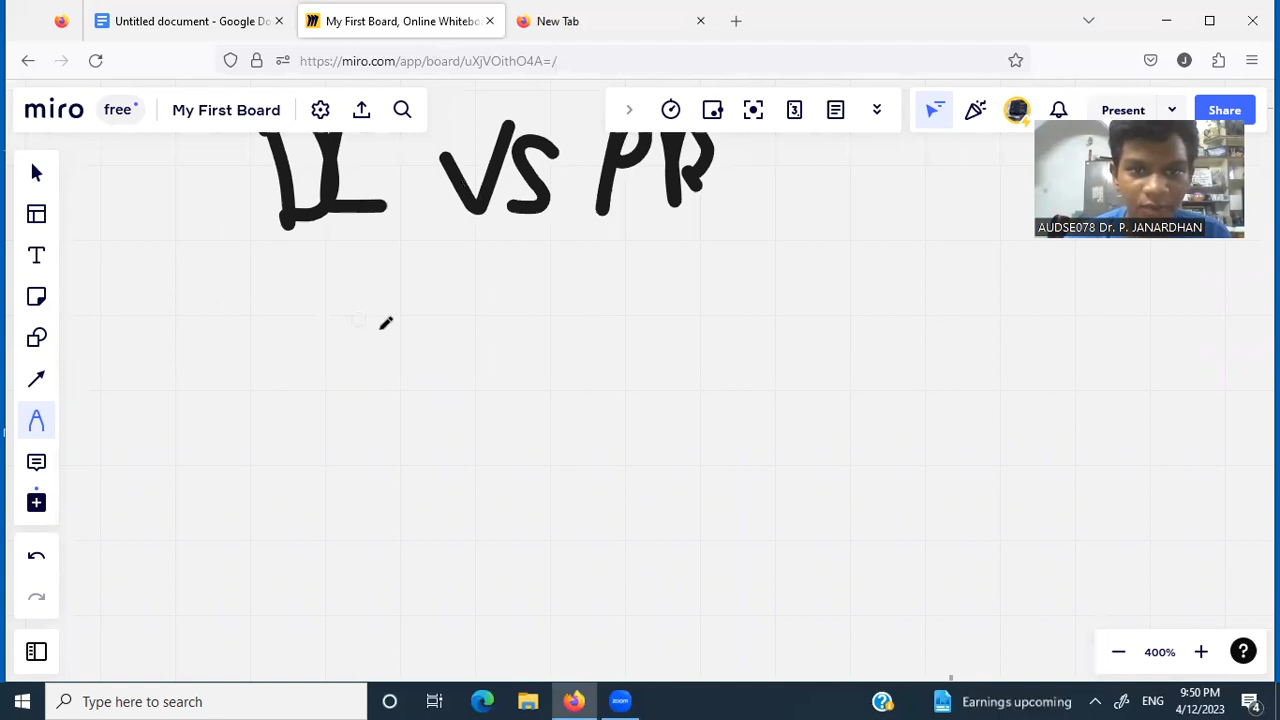 Untitled document - Google Do
My First Board, Online Whitebo
New Tab
https://miro.com/app/board/uXjVOithO4A=/
miro free My First Board
Present Share
VS
AUDSE078 Dr. P. JANARDHAN
400%
Type here to search
zoom
Earnings upcoming
ENG
9:50 PM
4/12/2023
4